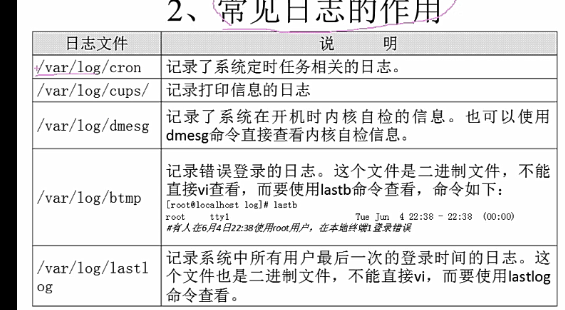 2、常见日志的作用
日志文件 说 明
/var/log/cron 记录了系统定时任务相关的日志。
/var/log/cups/ 记录打印信息的日志
/var/log/dmesg 记录了系统在开机时内核自检的信息。也可以使用
dmesg命令直接查看内核自检信息。
/var/log/btmp 记录错误登录的日志。这个文件是二进制文件，不能
直接vi查看，而要使用lastb命令查看，命令如下：
[root@localhost log]# lastb
root tty1 Tue Jun 4 22:38 - 22:38 (00:00)
#有人在6月4日22:38使用root用户，在本地终端1登录错误
/var/log/lastl
og 记录系统中所有用户最后一次的登录时间的日志。这
个文件也是二进制文件，不能直接vi，而要使用lastlog
命令查看。